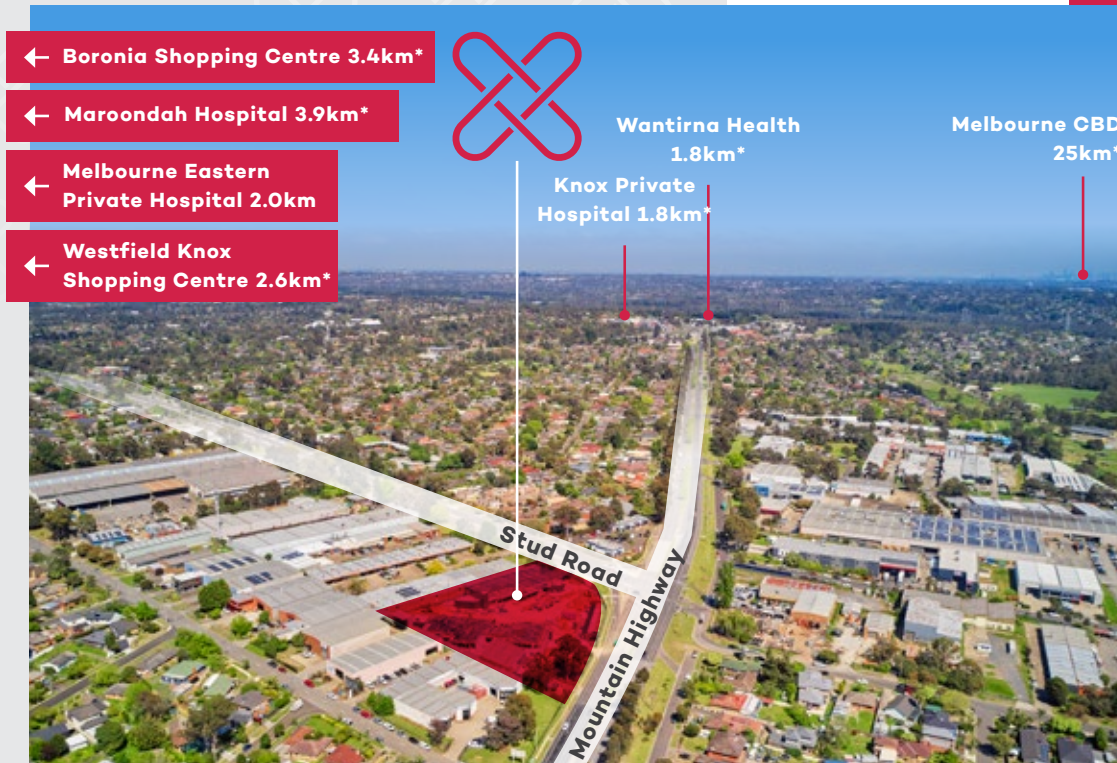 ← Boronia Shopping Centre 3.4km*
← Maroondah Hospital 3.9km*
← Melbourne Eastern
Private Hospital 2.0km
← Westfield Knox
Shopping Centre 2.6km*
Wantirna Health
1.8km*
Knox Private
Hospital 1.8km*
Melbourne CBD
25km*
Stud Road
Mountain Highway